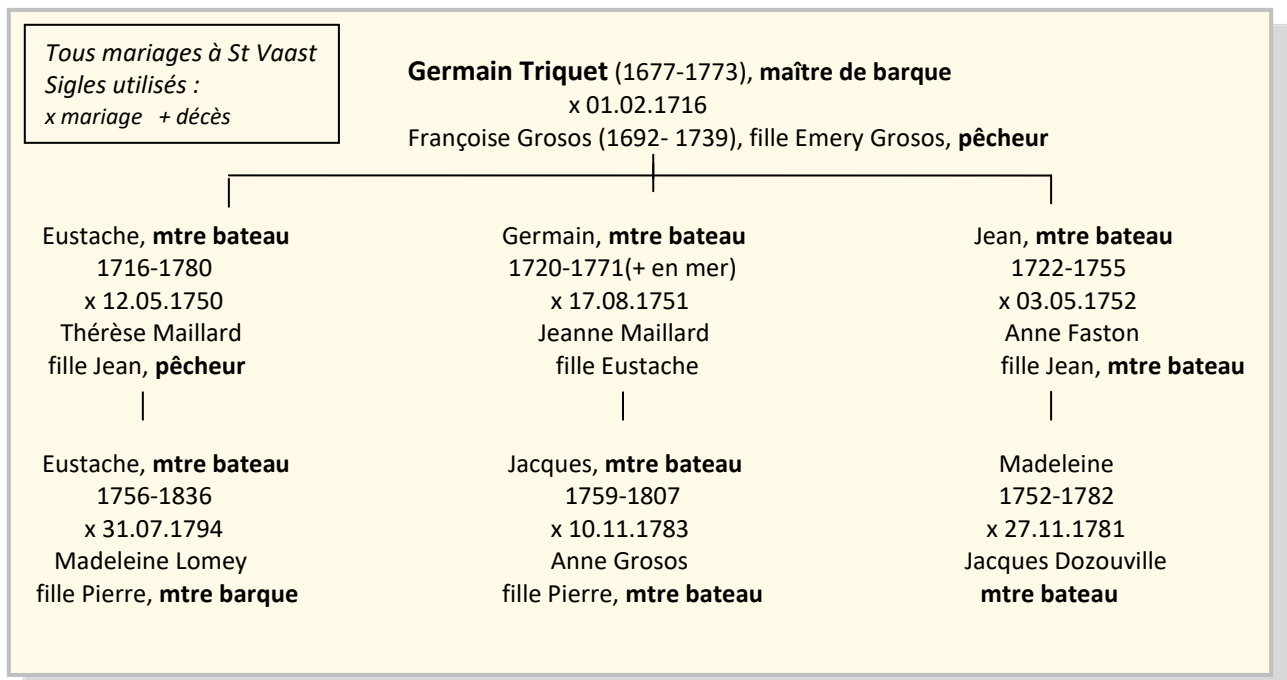 Tous mariages à St Vaast
Sigles utilisés :
x mariage + décès
Germain Triquet (1677-1773), maître de barque
x 01.02.1716
Françoise Grosos (1692- 1739), fille Emery Grosos, pêcheur
Eustache, mtre bateau
1716-1780
x 12.05.1750
Thérèse Maillard
fille Jean, pêcheur
Germain, mtre bateau
1720-1771(+ en mer)
x 17.08.1751
Jeanne Maillard
fille Eustache
Jean, mtre bateau
1722-1755
x 03.05.1752
Anne Faston
fille Jean, mtre bateau
Eustache, mtre bateau
1756-1836
x 31.07.1794
Madeleine Lomey
fille Pierre, mtre barque
Jacques, mtre bateau
1759-1807
x 10.11.1783
Anne Grosos
fille Pierre, mtre bateau
Madeleine
1752-1782
x 27.11.1781
Jacques Dozouville
mtre bateau